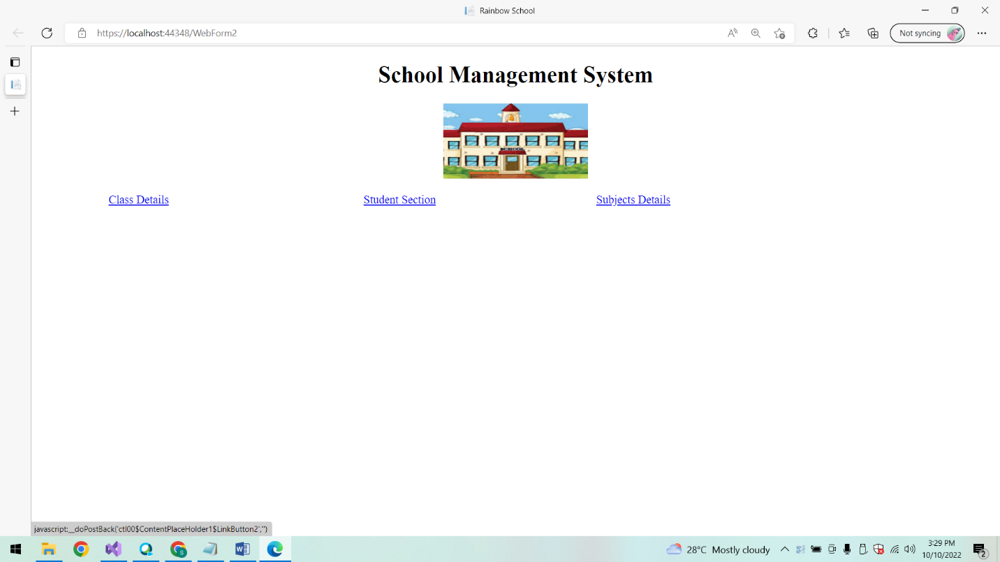 Rainbow School
https://localhost:44348/WebForm2
Not syncing
School Management System
SCHOOL
Class Details
Student Section
Subjects Details
javascript:__doPostBack('ctl00$ContentPlaceHolder1$LinkButton2','')
28°C Mostly cloudy
3:29 PM
10/10/2022
2